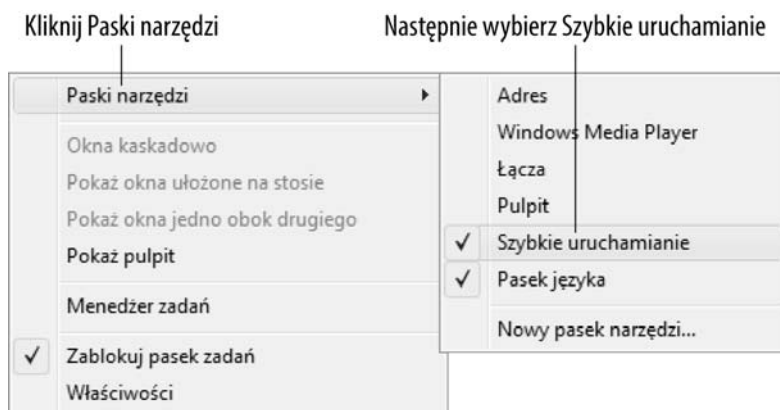 Kliknij Paski narzędzi
Następnie wybierz Szybkie uruchamianie
Paski narzędzi
Okna kaskadowo
Pokaż okna ułożone na stosie
Pokaż okna jedno obok drugiego
Pokaż pulpit
Menedżer zadań
Zablokuj pasek zadań
Właściwości
Adres
Windows Media Player
Łącza
Pulpit
Szybkie uruchamianie
Pasek języka
Nowy pasek narzędzi...